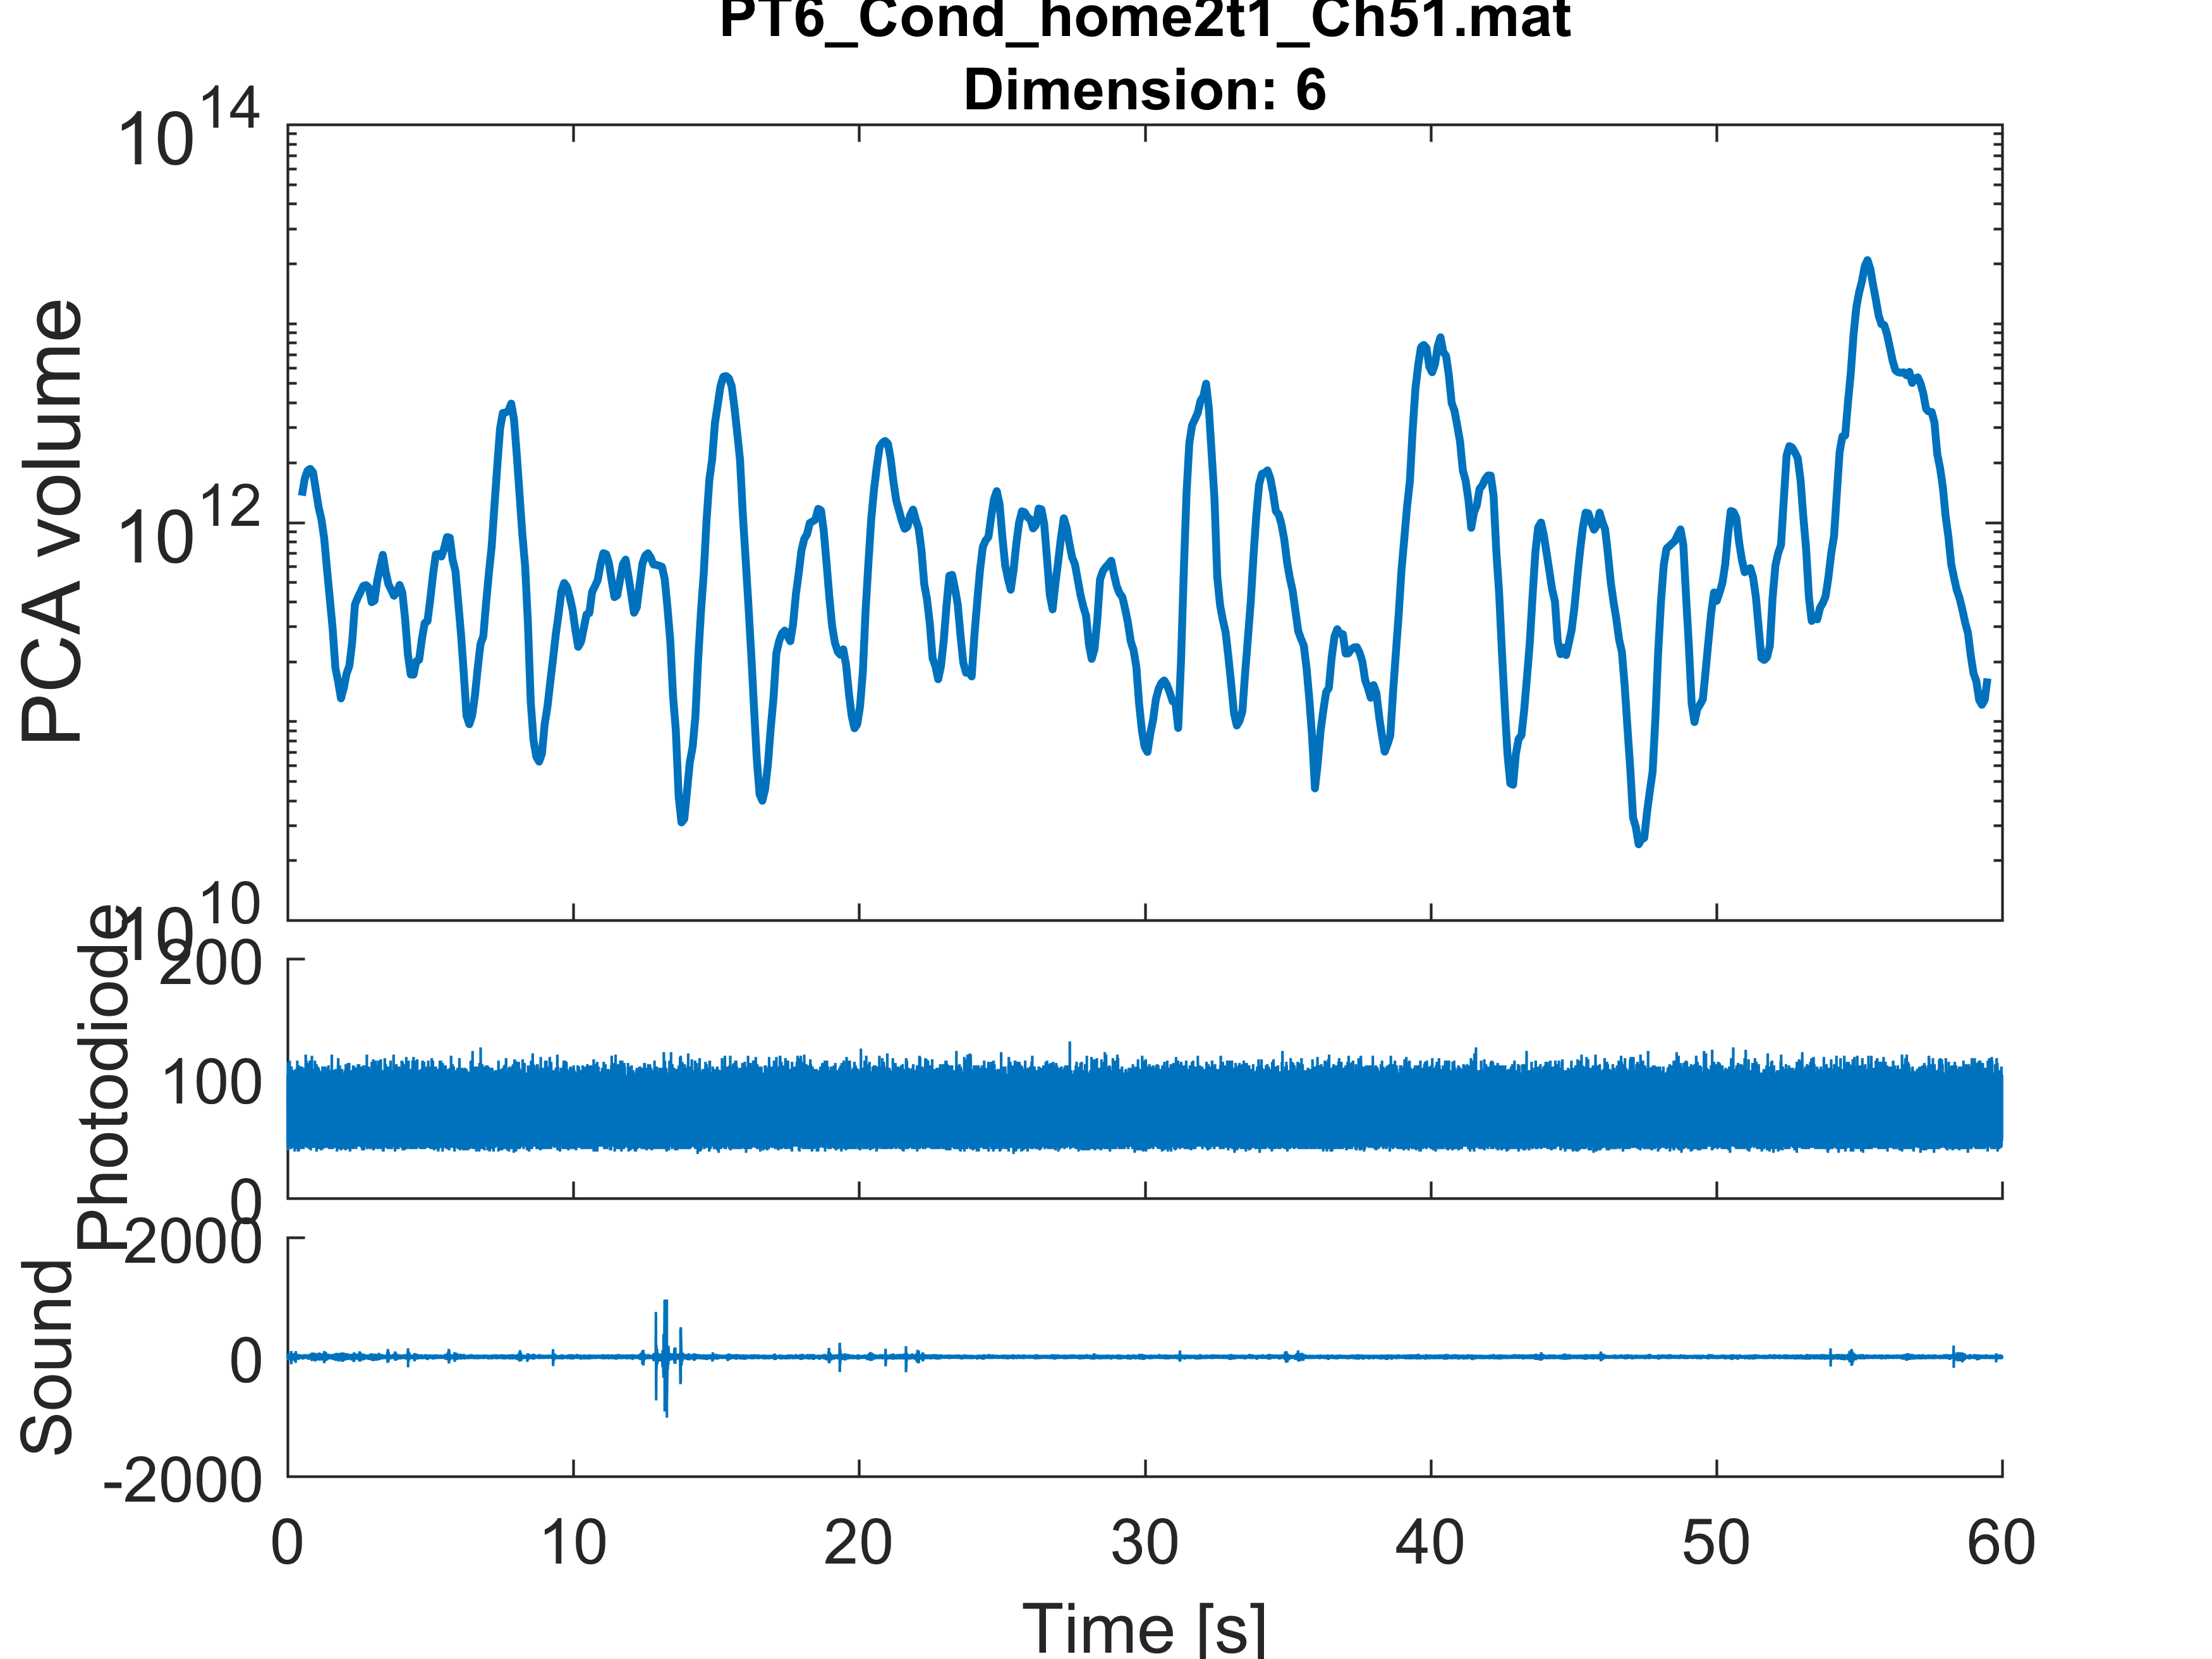 PT6_Cond_home2t1_Ch51.mat
Dimension: 6
10^14
10^12
10^10
PCA volume
200
100
0
Photodiode
2000
0
-2000
Sound
0 10 20 30 40 50 60
Time [s]